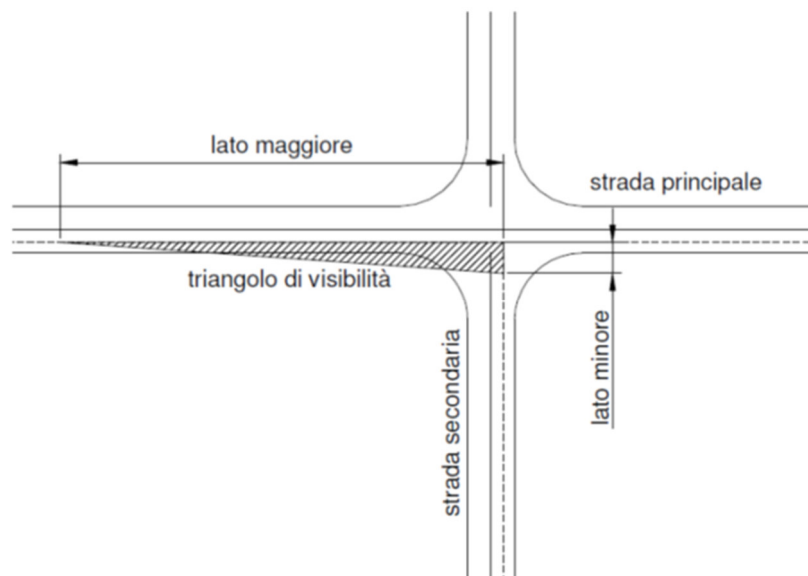 lato maggiore
strada principale
triangolo di visibilità
lato minore
strada secondaria